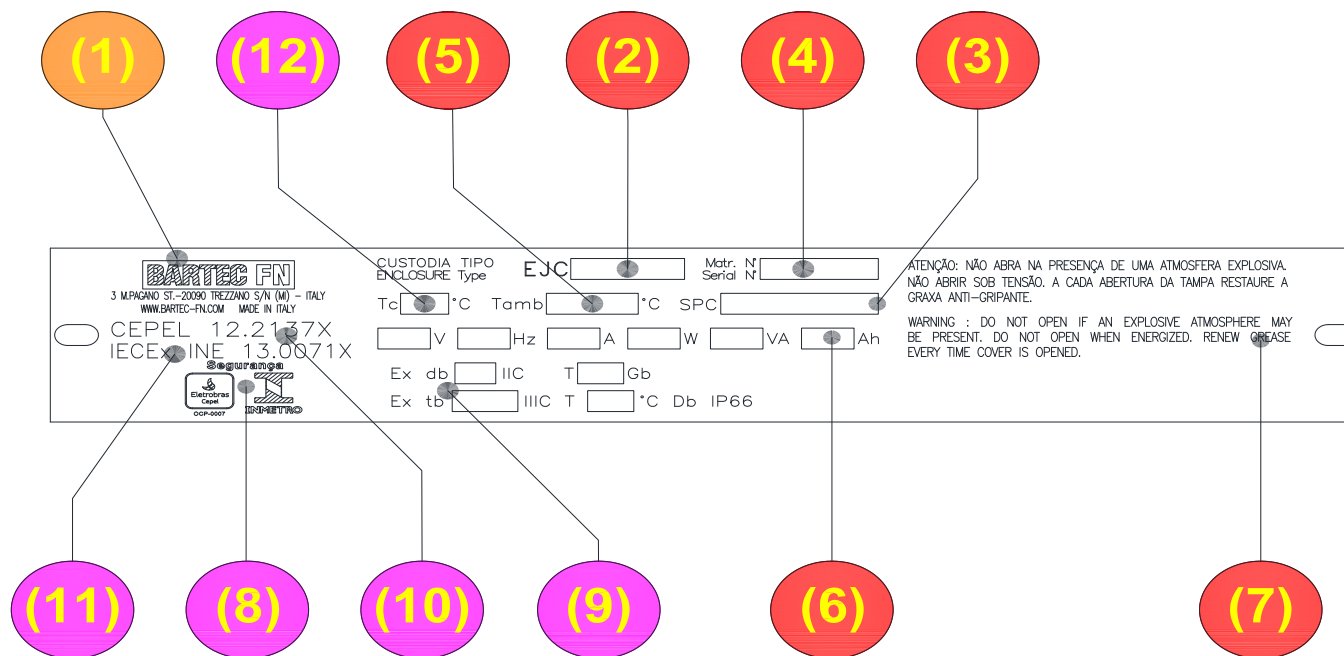 (1) (12) (5) (2) (4) (3)
BARTEC FN
3 M.PAGANO ST.-20090 TREZZANO S/N (MI) - ITALY
WWW.BARTEC-FN.COM MADE IN ITALY
CEPEL 12.2137X
IECEx INE 13.0071X
Segurança
Eletrobras
Cepel
OCP-0007
INMETRO
CUSTODIA TIPO
ENCLOSURE Type
EJC
Matr. N°
Serial N°
Tc °C Tamb °C SPC
V Hz A W VA Ah
Ex db IIC T Gb
Ex tb IIIC T °C Db IP66
ATENÇÃO: NÃO ABRA NA PRESENÇA DE UMA ATMOSFERA EXPLOSIVA.
NÃO ABRIR SOB TENSÃO. A CADA ABERTURA DA TAMPA RESTAURE A
GRAXA ANTI-GRIPANTE.
WARNING : DO NOT OPEN IF AN EXPLOSIVE ATMOSPHERE MAY
BE PRESENT. DO NOT OPEN WHEN ENERGIZED. RENEW GREASE
EVERY TIME COVER IS OPENED.
(11) (8) (10) (9) (6) (7)